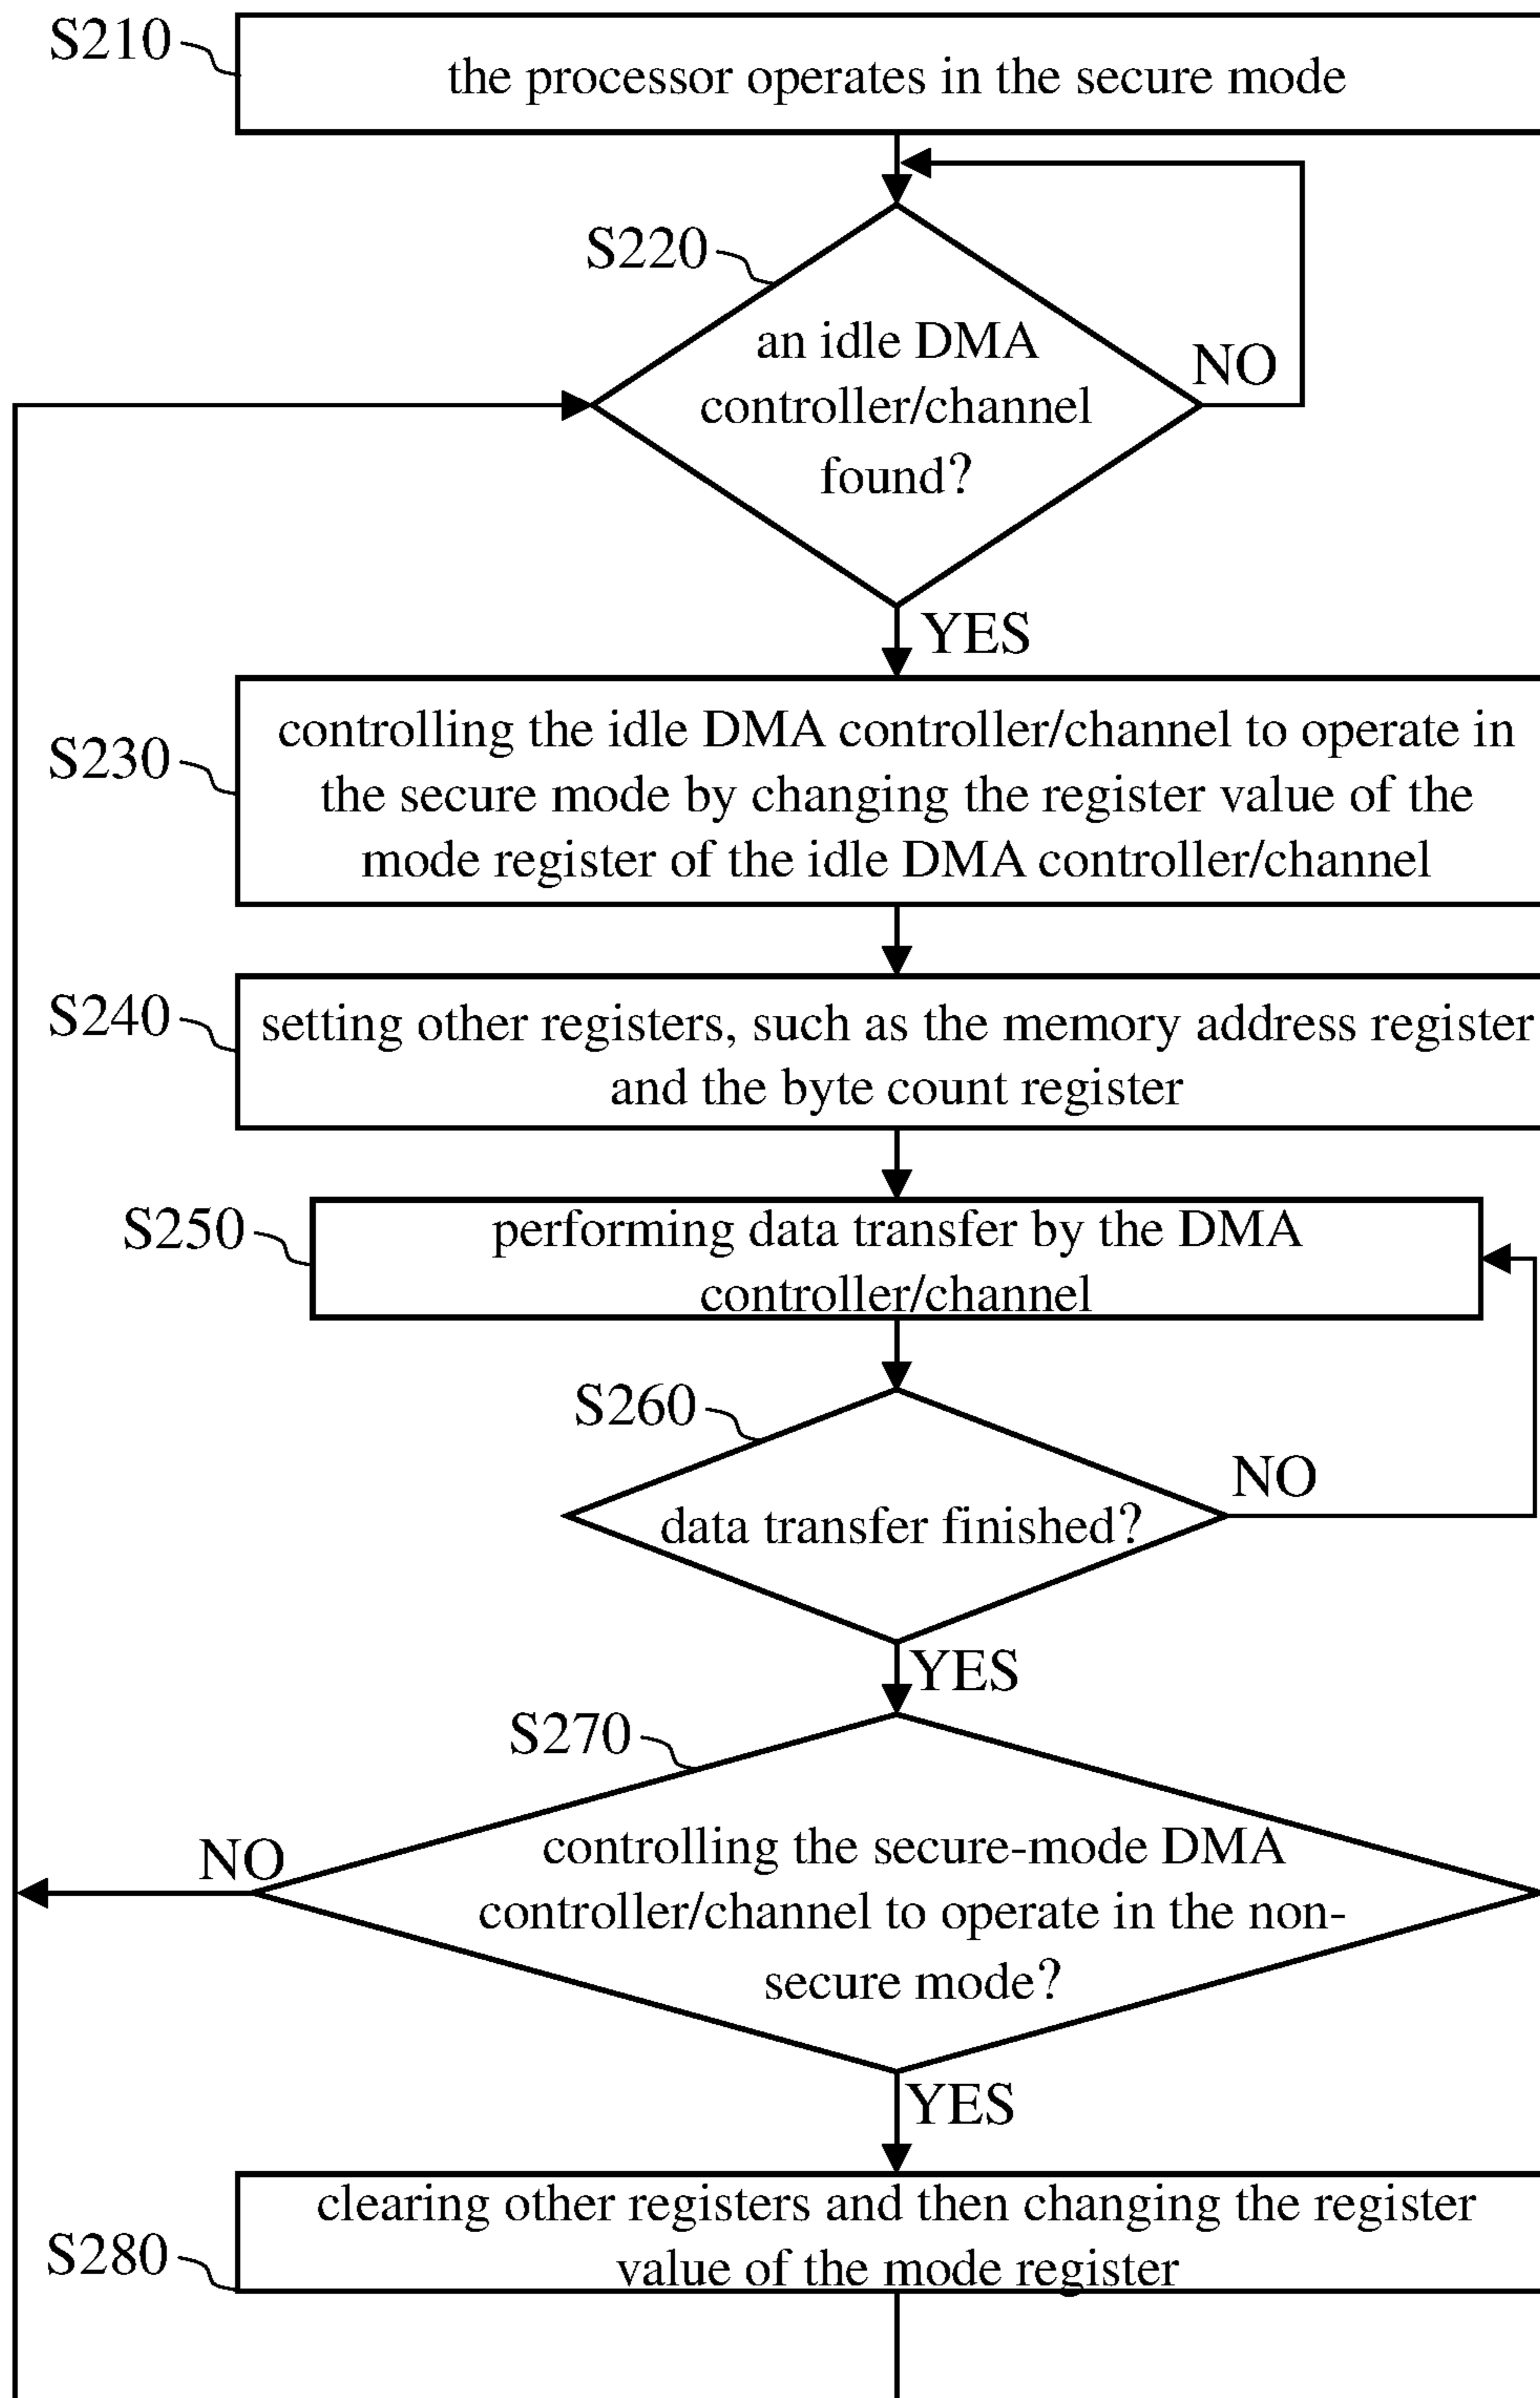 S210
the processor operates in the secure mode
S220
an idle DMA
controller/channel
found?
NO
YES
S230
controlling the idle DMA controller/channel to operate in
the secure mode by changing the register value of the
mode register of the idle DMA controller/channel
S240
setting other registers, such as the memory address register
and the byte count register
S250
performing data transfer by the DMA
controller/channel
S260
data transfer finished?
NO
YES
S270
controlling the secure-mode DMA
controller/channel to operate in the non-
secure mode?
NO
YES
S280
clearing other registers and then changing the register
value of the mode register